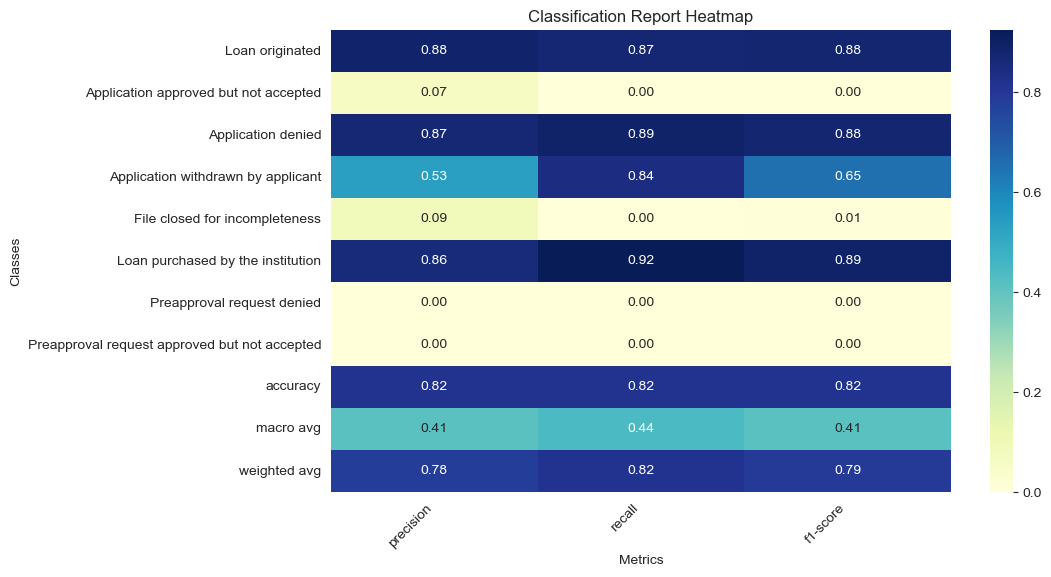 Classification Report Heatmap
Loan originated 0.88 0.87 0.88
Application approved but not accepted 0.07 0.00 0.00
Application denied 0.87 0.89 0.88
Application withdrawn by applicant 0.53 0.84 0.65
File closed for incompleteness 0.09 0.00 0.01
Loan purchased by the institution 0.86 0.92 0.89
Preapproval request denied 0.00 0.00 0.00
Preapproval request approved but not accepted 0.00 0.00 0.00
accuracy 0.82 0.82 0.82
macro avg 0.41 0.44 0.41
weighted avg 0.78 0.82 0.79
Classes
precision recall f1-score
Metrics
0.8
0.6
0.4
0.2
0.0